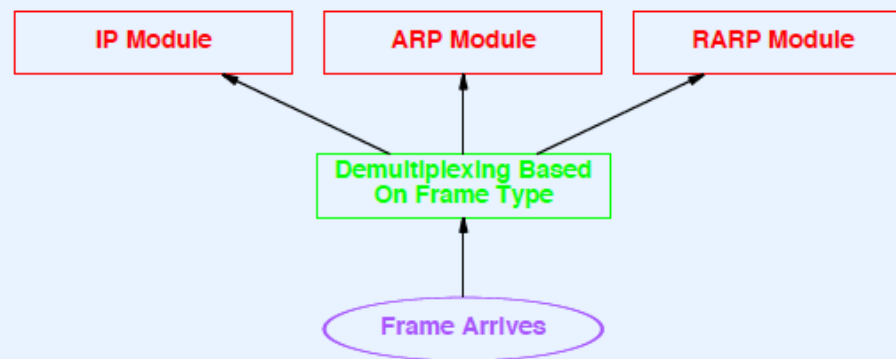 IP Module
ARP Module
RARP Module
Demultiplexing Based
On Frame Type
Frame Arrives